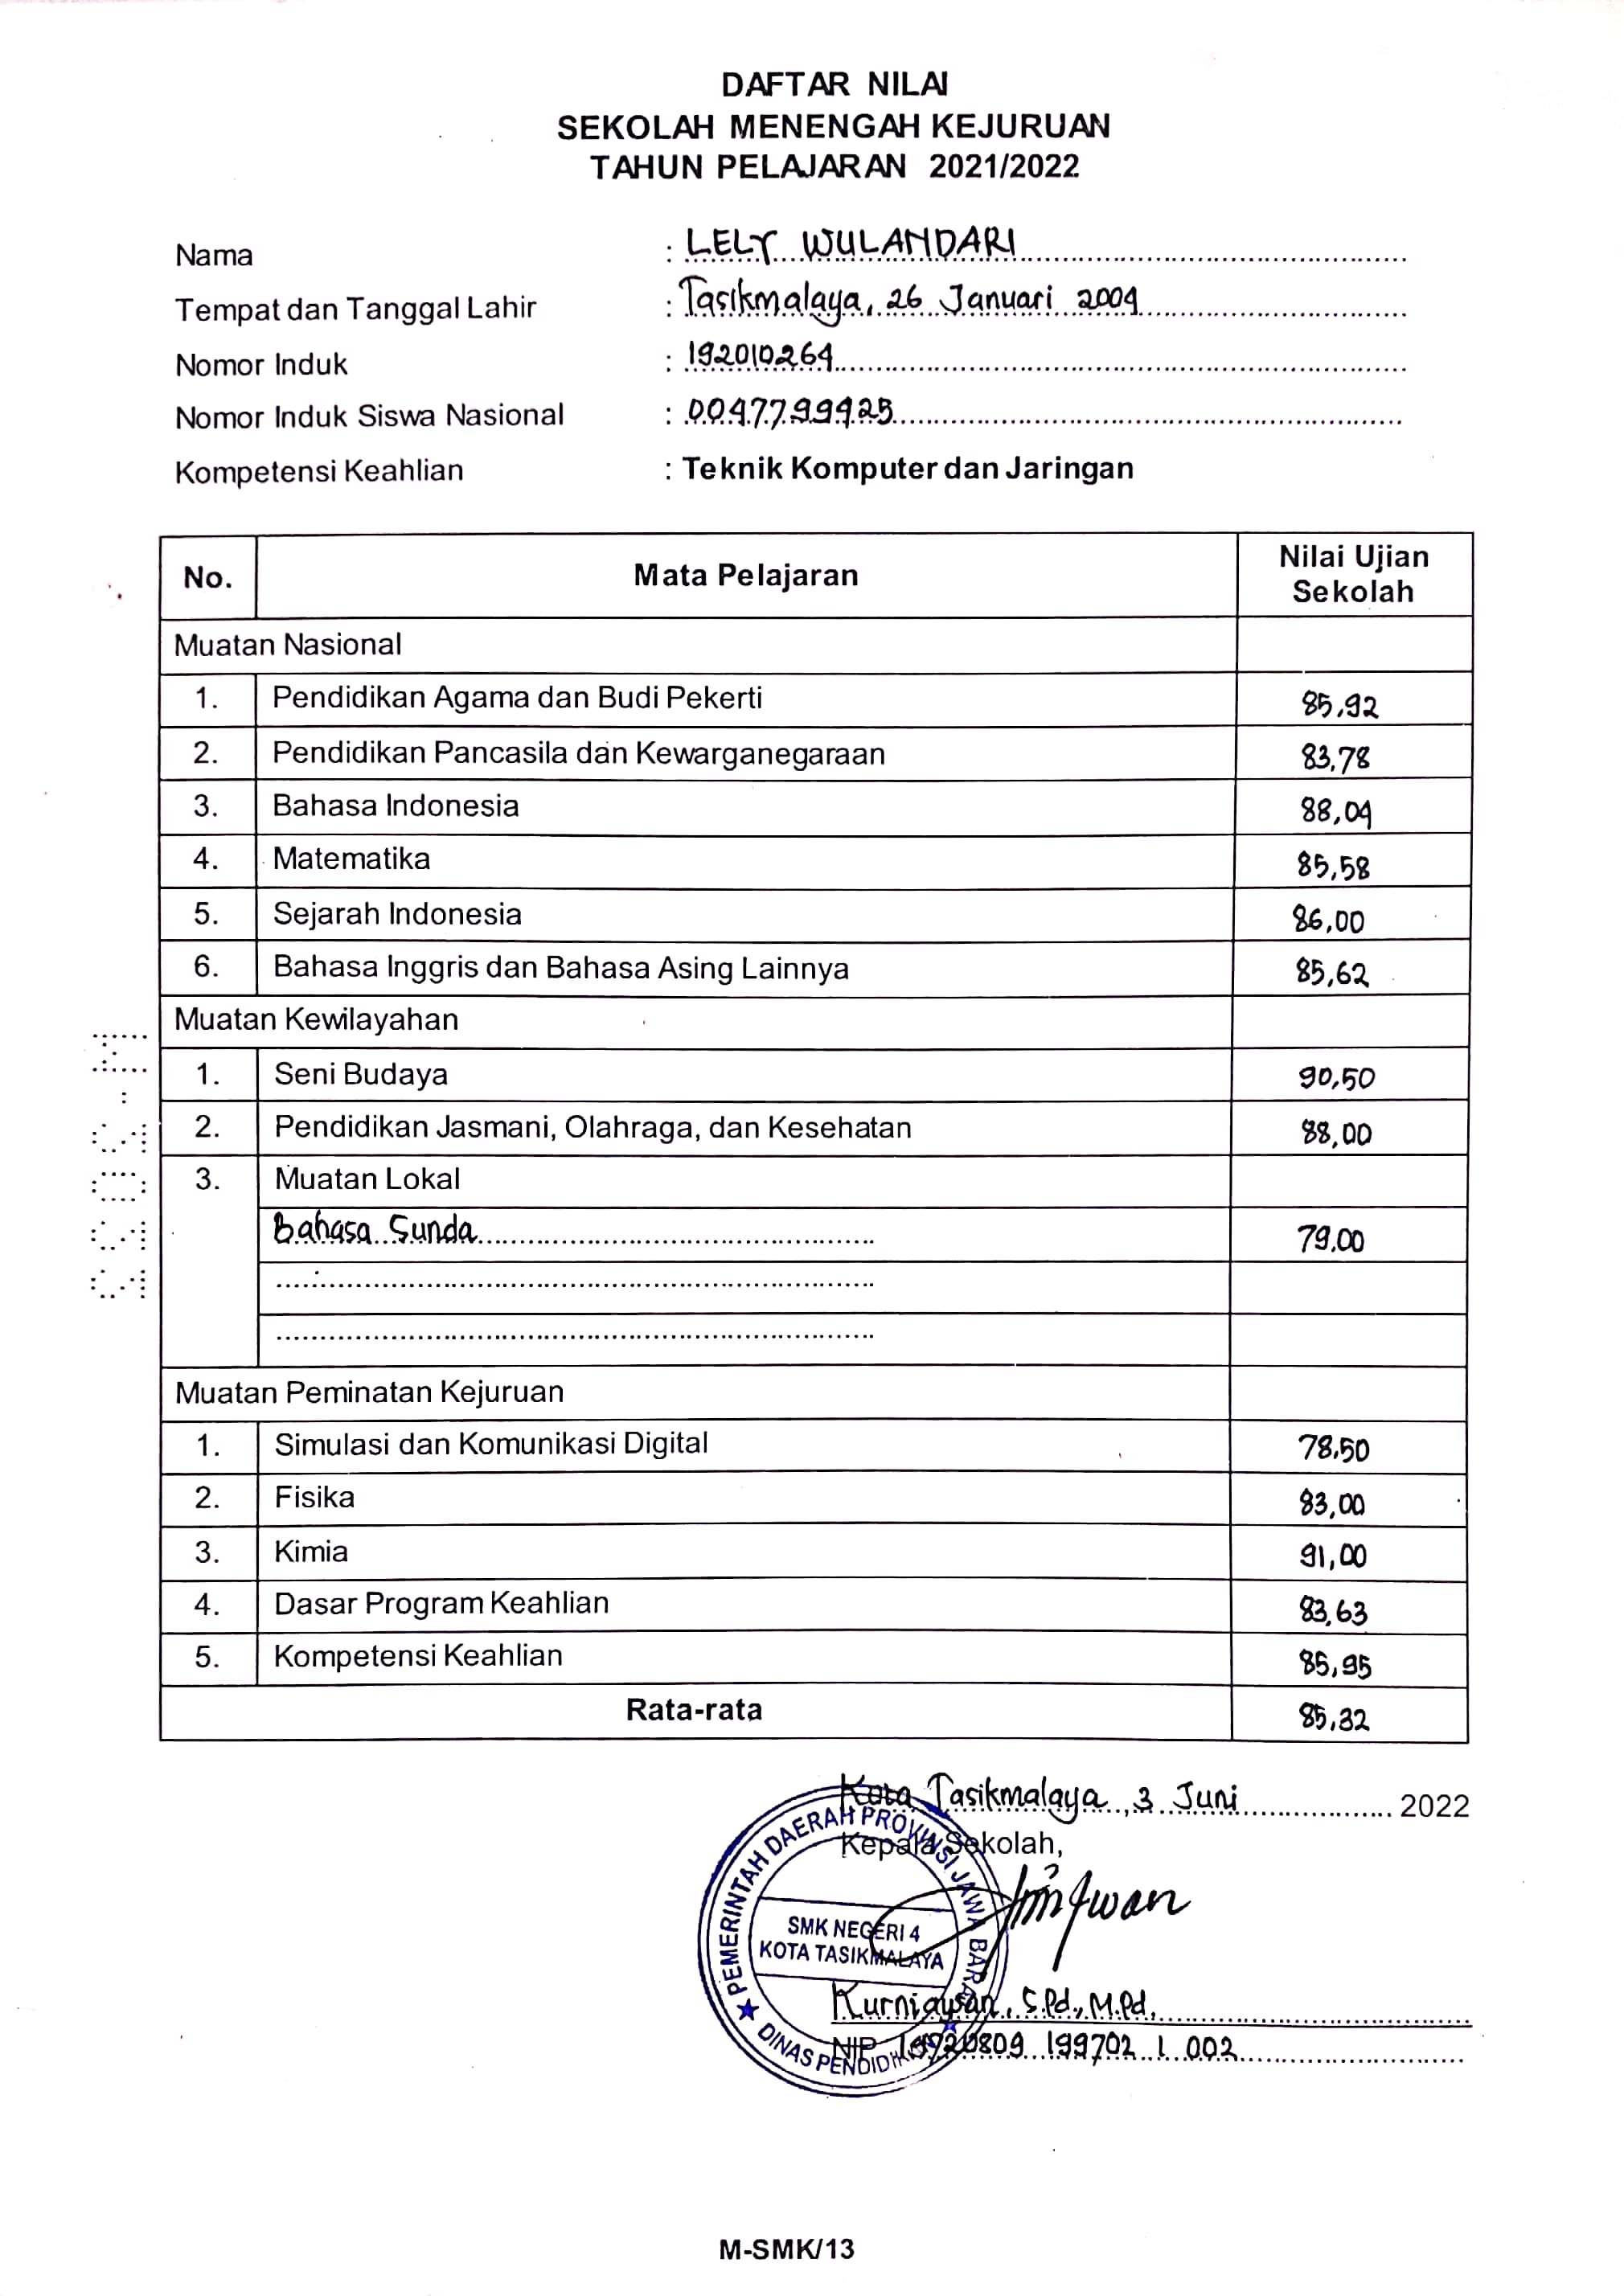 DAFTAR NILAI
SEKOLAH MENENGAH KEJURUAN
TAHUN PELAJARAN 2021/2022
Nama : LELY WULANDARI
Tempat dan Tanggal Lahir : Tasikmalaya, 26 Januari 2004
Nomor Induk : 192010264
Nomor Induk Siswa Nasional : 0047799425
Kompetensi Keahlian : Teknik Komputer dan Jaringan
No. Mata Pelajaran Nilai Ujian Sekolah
Muatan Nasional
1. Pendidikan Agama dan Budi Pekerti 85,92
2. Pendidikan Pancasila dan Kewarganegaraan 83,78
3. Bahasa Indonesia 88,04
4. Matematika 85,58
5. Sejarah Indonesia 86,00
6. Bahasa Inggris dan Bahasa Asing Lainnya 85,62
Muatan Kewilayahan
1. Seni Budaya 90,50
2. Pendidikan Jasmani, Olahraga, dan Kesehatan 88,00
3. Muatan Lokal
Bahasa Sunda 79,00
Muatan Peminatan Kejuruan
1. Simulasi dan Komunikasi Digital 78,50
2. Fisika 83,00
3. Kimia 91,00
4. Dasar Program Keahlian 83,63
5. Kompetensi Keahlian 85,95
Rata-rata 85,32
M-2022
Kota Tasikmalaya, 3 Juni 2022
Kepala Sekolah,
PEMERINTAH DAERAH PROVINSI JAWA BARAT
SMK NEGERI 4
KOTA TASIKMALAYA
DINAS PENDIDIKAN
Kurniawan, S.Pd., M.Pd.
NIP 19720809 199702 1 002
M-SMK/13